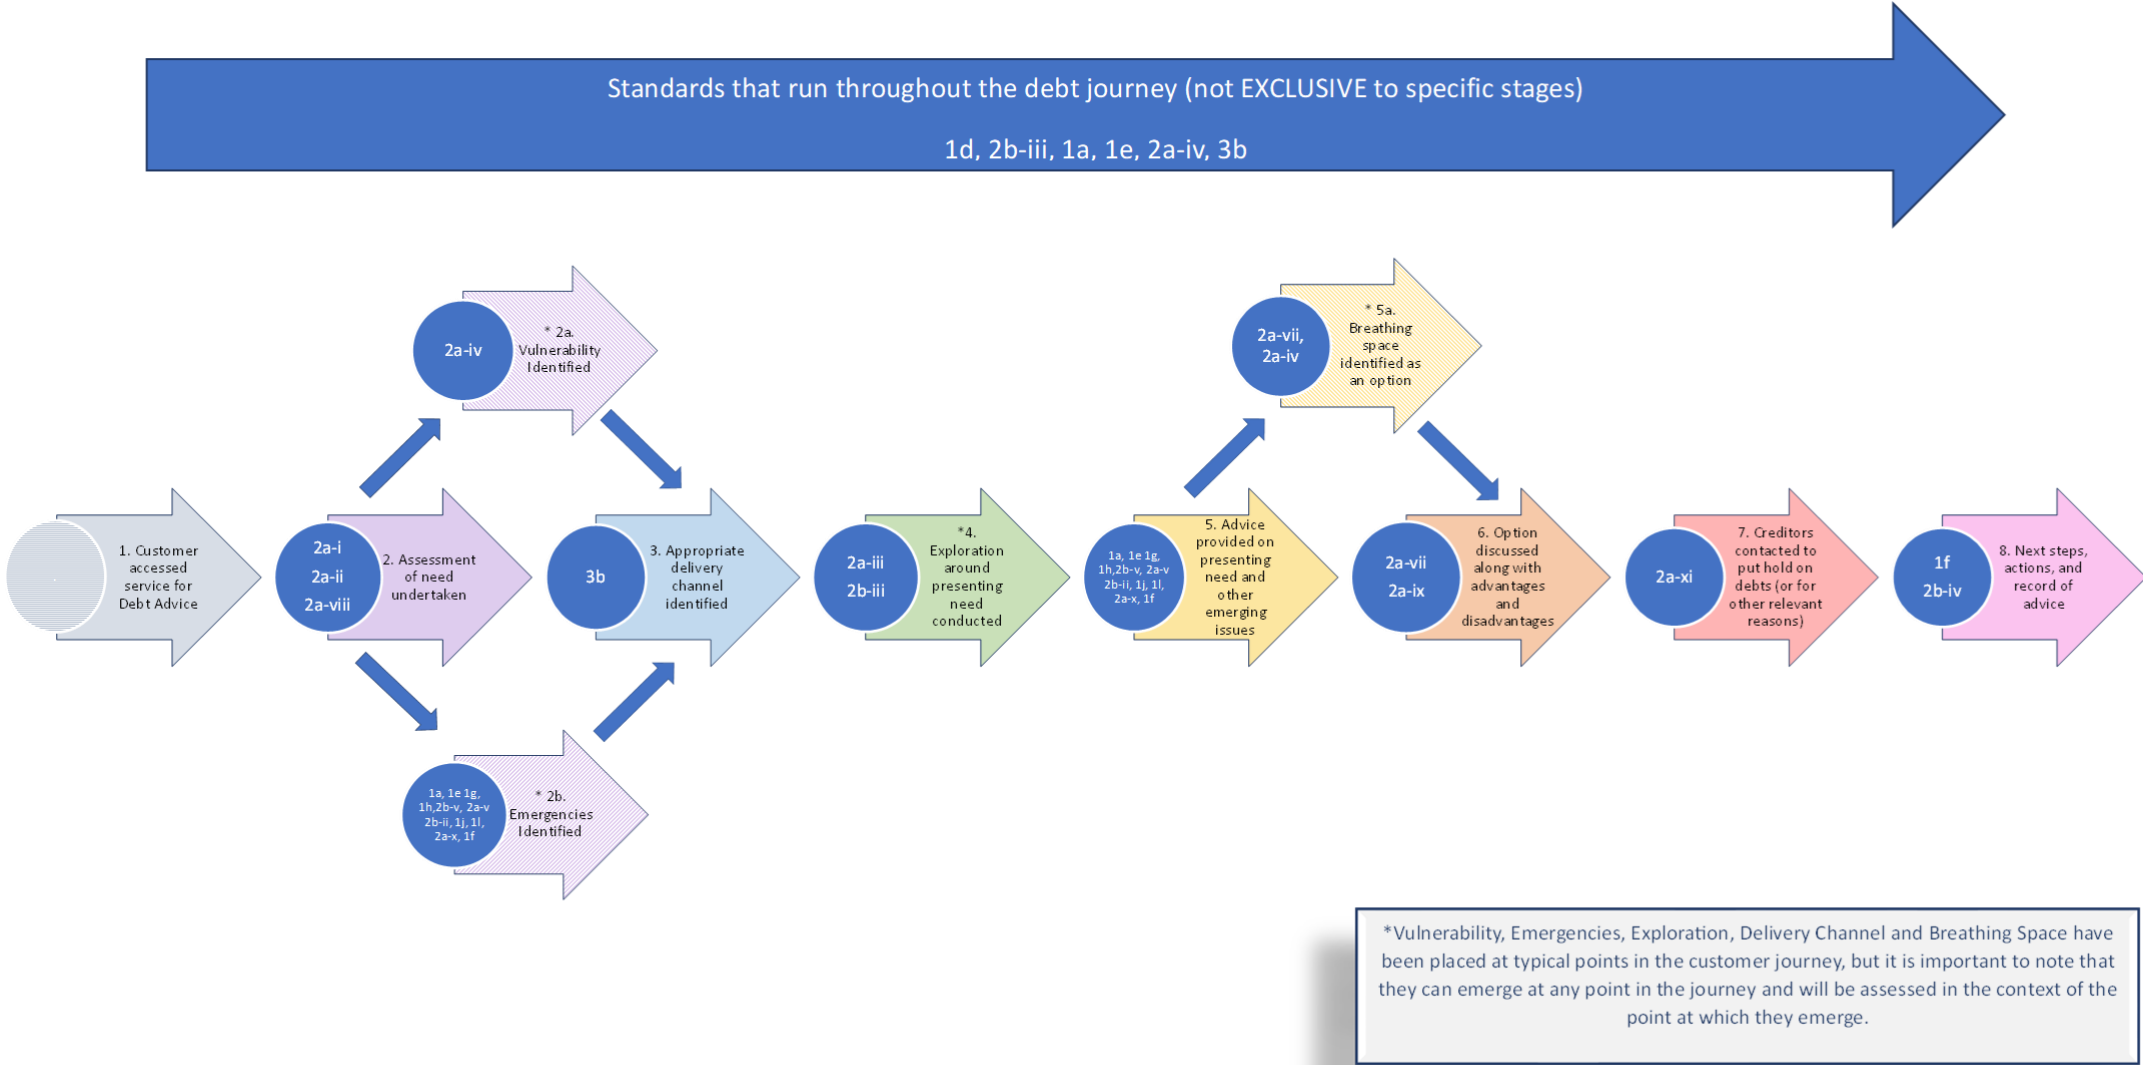 Standards that run throughout the debt journey (not EXCLUSIVE to specific stages)
1d, 2b-iii, 1a, 1e, 2a-iv, 3b
2a-iv
* 2a.
Vulnerability
Identified
2a-vii,
2a-iv
* 5a.
Breathing
space
identified as
an option
1. Customer
accessed
service for
Debt Advice
2a-i
2a-ii
2a-viii
2. Assessment
of need
undertaken
3b
3. Appropriate
delivery
channel
identified
2a-iii
2b-iii
*4.
Exploration
around
presenting
need
conducted
1a, 1e 1g,
1h,2b-v, 2a-v
2b-ii, 1j, 1l,
2a-x, 1f
5. Advice
provided on
presenting
need and
other
emerging
issues
2a-vii
2a-ix
6. Option
discussed
along with
advantages
and
disadvantages
2a-xi
7. Creditors
contacted to
put hold on
debts (or for
other relevant
reasons)
1f
2b-iv
8. Next steps,
actions, and
record of
advice
1a, 1e 1g,
1h,2b-v, 2a-v
2b-ii, 1j, 1l,
2a-x, 1f
* 2b.
Emergencies
Identified
*Vulnerability, Emergencies, Exploration, Delivery Channel and Breathing Space have
been placed at typical points in the customer journey, but it is important to note that
they can emerge at any point in the journey and will be assessed in the context of the
point at which they emerge.